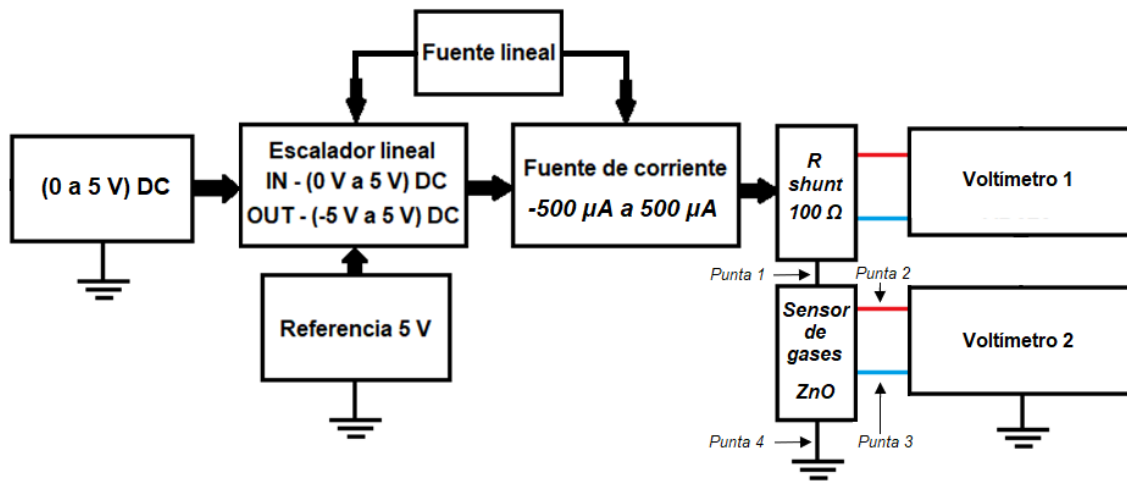 Fuente lineal
(0 a 5 V) DC
Escalador lineal
IN - (0 V a 5 V) DC
OUT - (-5 V a 5 V) DC
Fuente de corriente
-500 µA a 500 µA
R
shunt
100 Ω
Voltímetro 1
Referencia 5 V
Punta 1
Punta 2
Sensor
de
gases
ZnO
Voltímetro 2
Punta 4
Punta 3